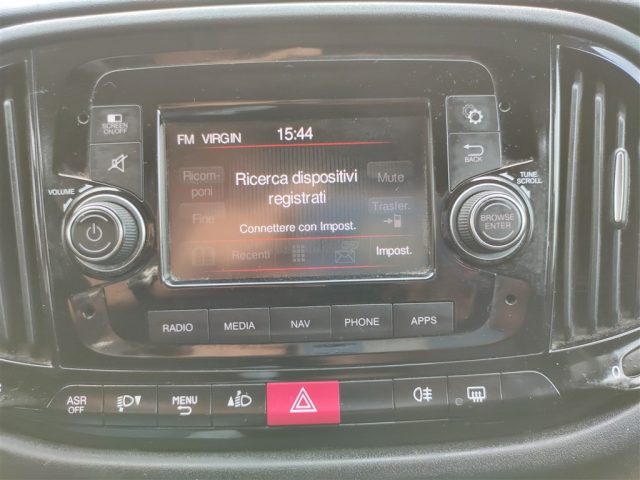 SCREEN
ON/OFF
VOLUME
FM VIRGIN 15:44
Ricom-
poni
Fine
Ricerca dispositivi
registrati
Connettere con Impost.
Mute
Trasfer.
Recenti
Impost.
BACK
TUNE
SCROLL
BROWSE
ENTER
RADIO
MEDIA
NAV
PHONE
APPS
ASR
OFF
MENU
0